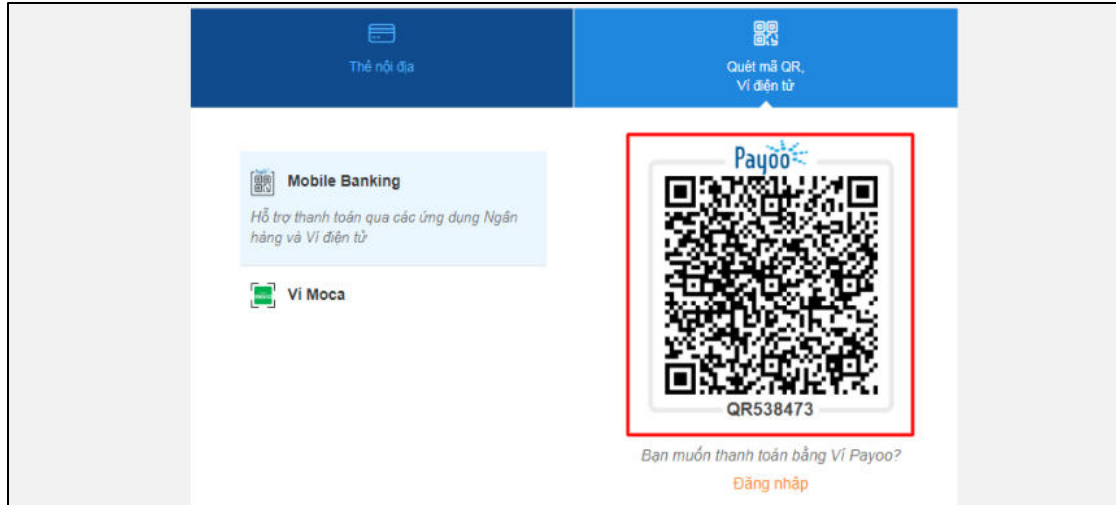 Thẻ nội địa
Quét mã QR,
Ví điện tử
Mobile Banking
Hỗ trợ thanh toán qua các ứng dụng Ngân
hàng và Ví điện tử
Ví Moca
Payoo
QR538473
Bạn muốn thanh toán bằng Ví Payoo?
Đăng nhập